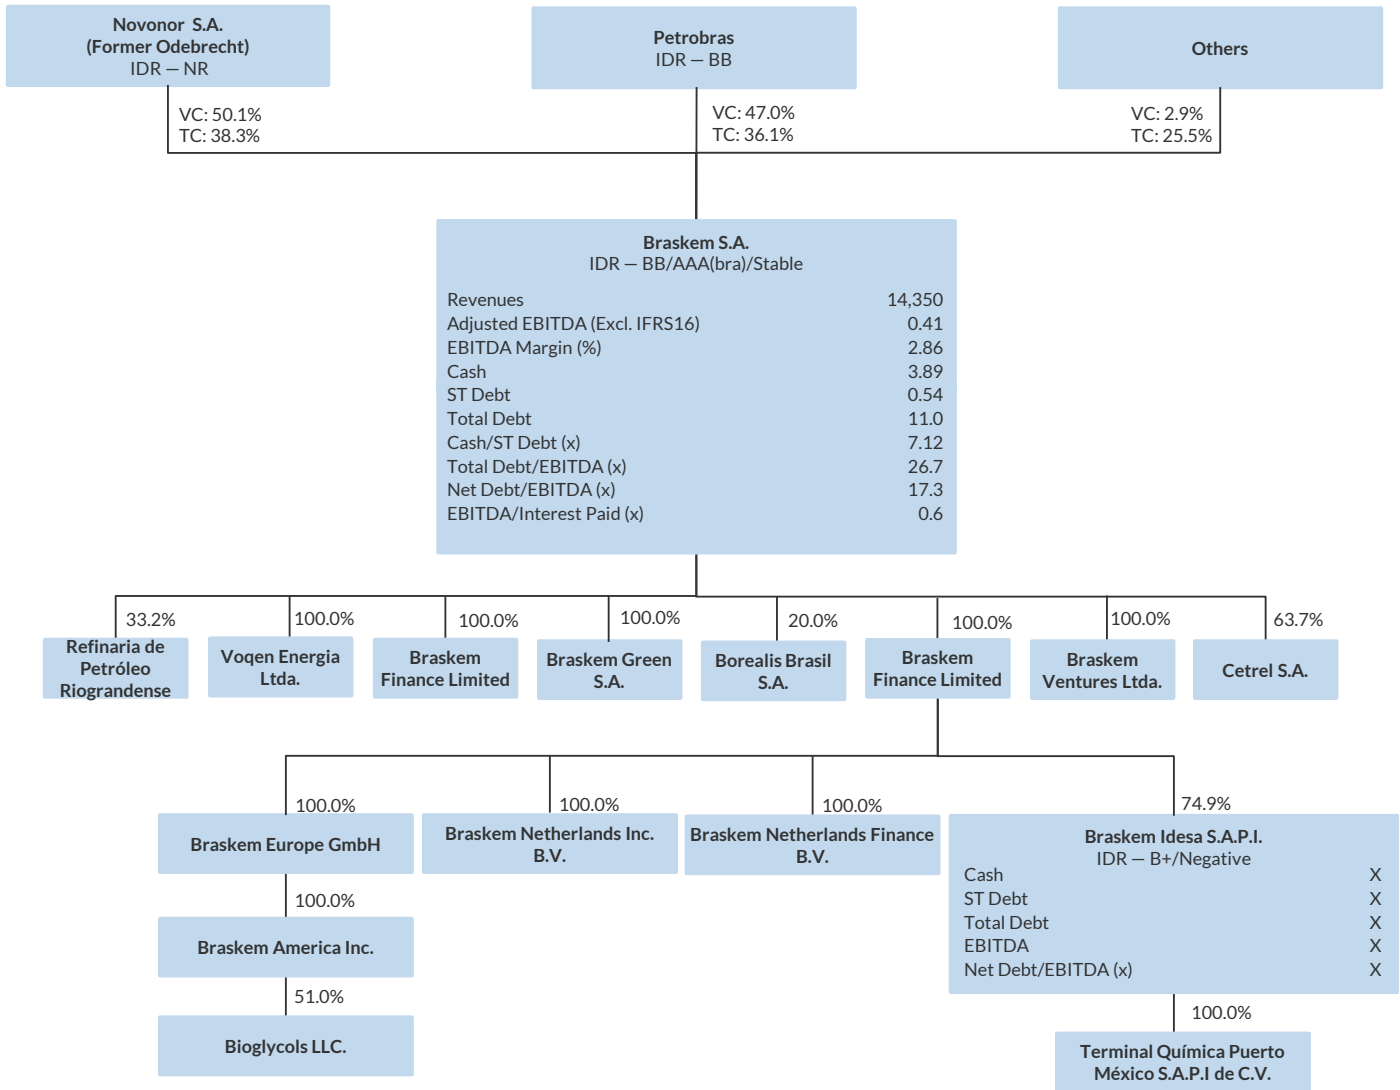 Novonor S.A.
(Former Odebrecht)
IDR — NR
Petrobras
IDR — BB
Others
VC: 50.1%
TC: 38.3%
VC: 47.0%
TC: 36.1%
VC: 2.9%
TC: 25.5%
Braskem S.A.
IDR — BB/AAA(bra)/Stable
Revenues 14,350
Adjusted EBITDA (Excl. IFRS16) 0.41
EBITDA Margin (%) 2.86
Cash 3.89
ST Debt 0.54
Total Debt 11.0
Cash/ST Debt (x) 7.12
Total Debt/EBITDA (x) 26.7
Net Debt/EBITDA (x) 17.3
EBITDA/Interest Paid (x) 0.6
33.2%
Refinaria de
Petróleo
Riograndense
100.0%
Voqen Energia
Ltda.
100.0%
Braskem
Finance Limited
100.0%
Braskem Green
S.A.
20.0%
Borealis Brasil
S.A.
100.0%
Braskem
Finance Limited
100.0%
Braskem
Ventures Ltda.
63.7%
Cetrel S.A.
100.0%
Braskem Europe GmbH
100.0%
Braskem Netherlands Inc.
B.V.
100.0%
Braskem Netherlands Finance
B.V.
74.9%
Braskem Idesa S.A.P.I.
IDR — B+/Negative
Cash X
ST Debt X
Total Debt X
EBITDA X
Net Debt/EBITDA (x) X
100.0%
Braskem America Inc.
51.0%
Bioglycols LLC.
100.0%
Terminal Química Puerto
México S.A.P.I de C.V.